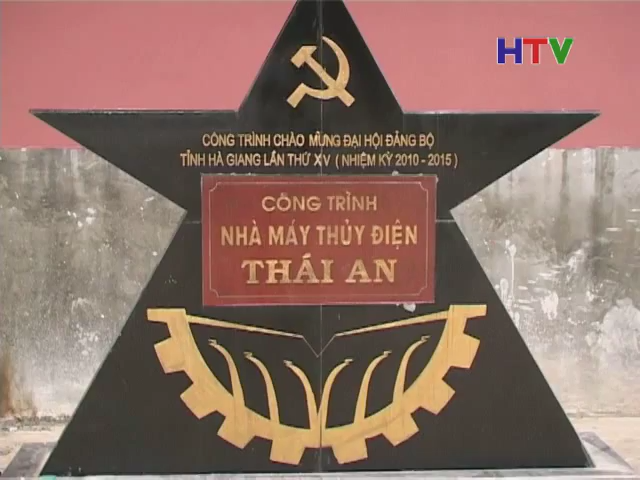 HTV
CÔNG TRÌNH CHÀO MỪNG ĐẠI HỘI ĐẢNG BỘ
TỈNH HÀ GIANG LẦN THỨ XV ( NHIỆM KỲ 2010 - 2015 )
CÔNG TRÌNH
NHÀ MÁY THỦY ĐIỆN
THÁI AN